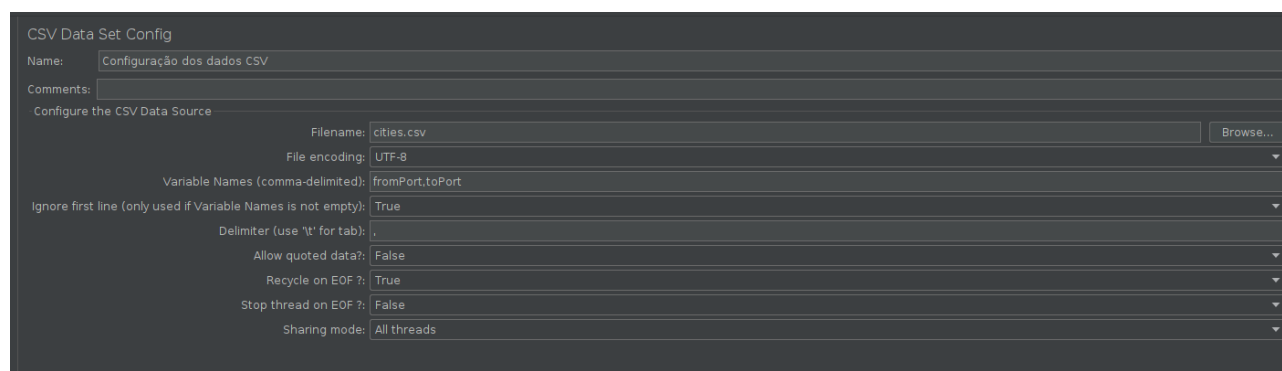 CSV Data Set Config
Name: Configuração dos dados CSV
Comments:
Configure the CSV Data Source
Filename: cities.csv Browse...
File encoding: UTF-8
Variable Names (comma-delimited): fromPort,toPort
Ignore first line (only used if Variable Names is not empty): True
Delimiter (use '\t' for tab): ,
Allow quoted data?: False
Recycle on EOF ?: True
Stop thread on EOF ?: False
Sharing mode: All threads